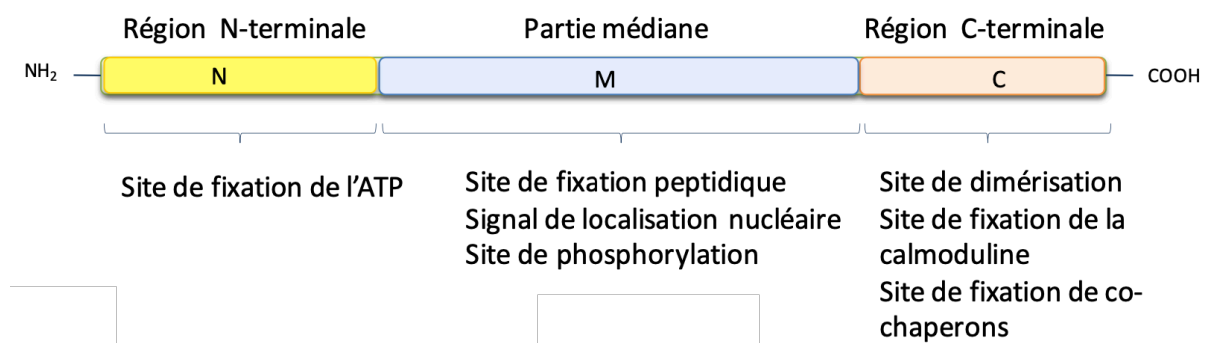 Région N-terminale
Partie médiane
Région C-terminale
NH₂
N
M
C
COOH
Site de fixation de l'ATP
Site de fixation peptidique
Signal de localisation nucléaire
Site de phosphorylation
Site de dimérisation
Site de fixation de la
calmoduline
Site de fixation de co-
chaperons